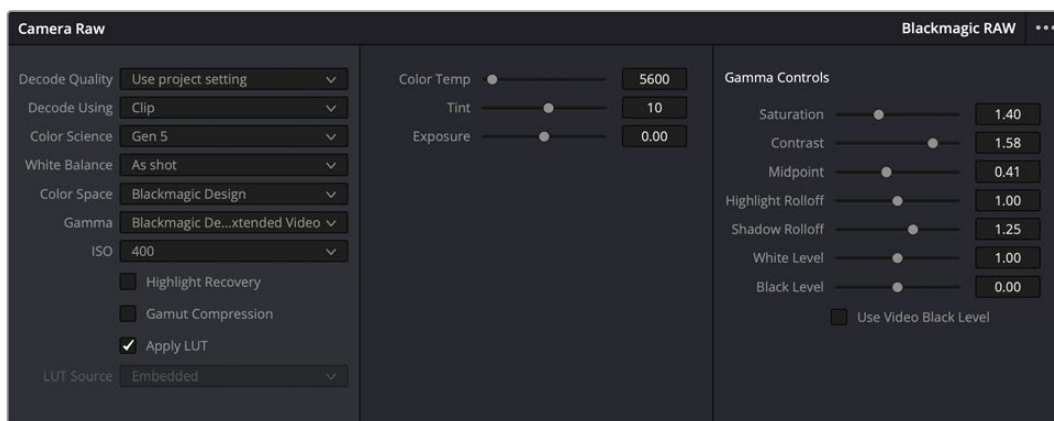 Camera Raw
Blackmagic RAW
Decode Quality Use project setting
Decode Using Clip
Color Science Gen 5
White Balance As shot
Color Space Blackmagic Design
Gamma Blackmagic De...xtended Video
ISO 400
Highlight Recovery
Gamut Compression
Apply LUT
LUT Source Embedded
Color Temp 5600
Tint 10
Exposure 0.00
Gamma Controls
Saturation 1.40
Contrast 1.58
Midpoint 0.41
Highlight Rolloff 1.00
Shadow Rolloff 1.25
White Level 1.00
Black Level 0.00
Use Video Black Level